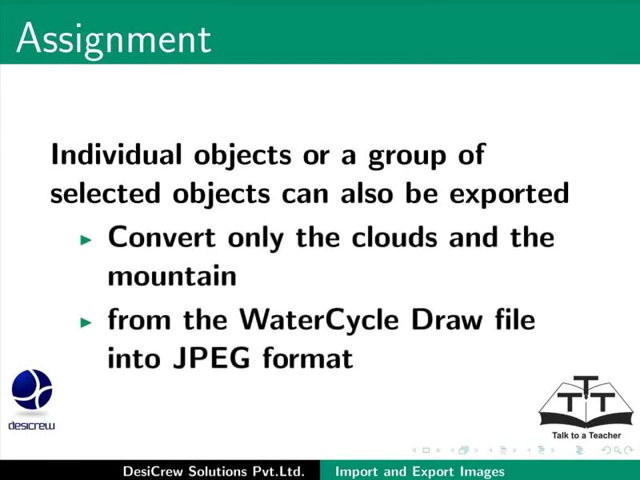 Assignment
Individual objects or a group of
selected objects can also be exported
Convert only the clouds and the
mountain
from the WaterCycle Draw file
into JPEG format
desicrew
TTT
Talk to a Teacher
DesiCrew Solutions Pvt.Ltd.
Import and Export Images